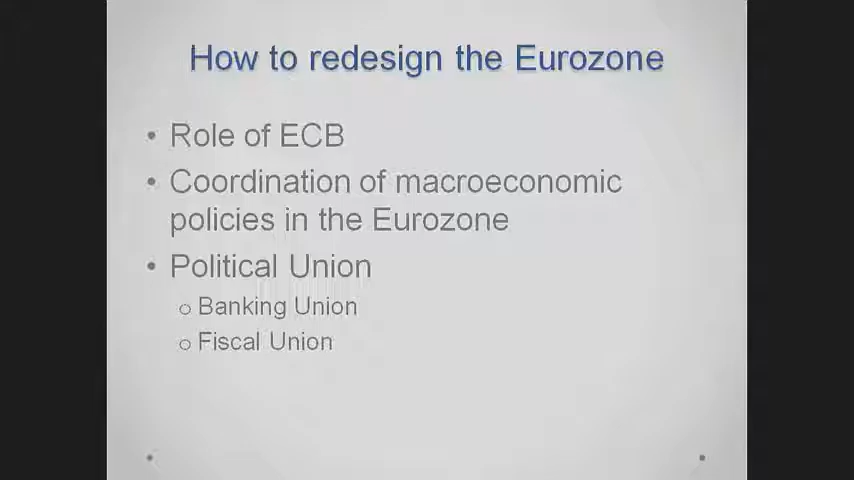 How to redesign the Eurozone
• Role of ECB
• Coordination of macroeconomic
policies in the Eurozone
• Political Union
o Banking Union
o Fiscal Union